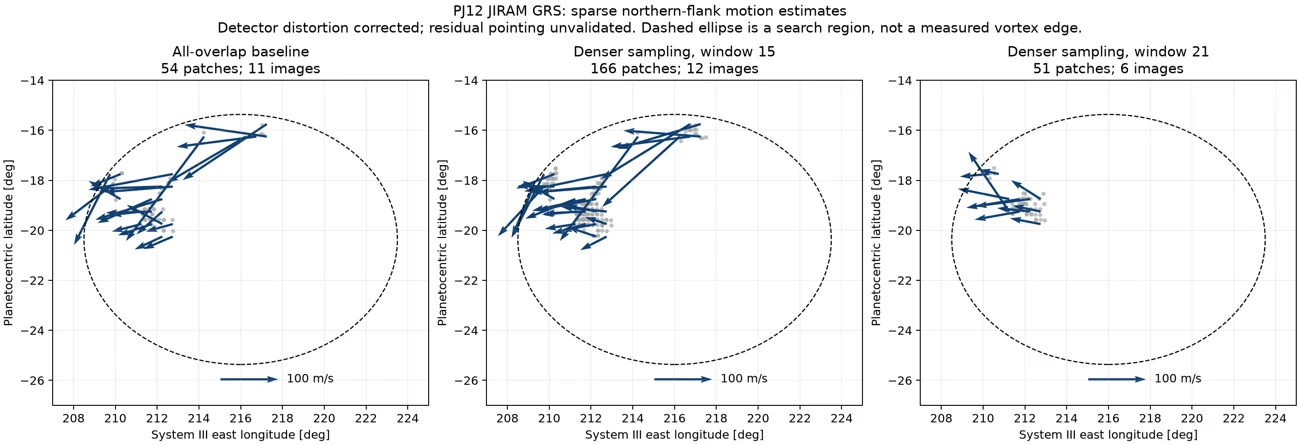 PJ12 JIRAM GRS: sparse northern-flank motion estimates
Detector distortion corrected; residual pointing unvalidated. Dashed ellipse is a search region, not a measured vortex edge.
All-overlap baseline
54 patches; 11 images
−14
−16
−18
−20
−22
−24
−26
Planetocentric latitude [deg]
100 m/s
208 210 212 214 216 218 220 222 224
System III east longitude [deg]
Denser sampling, window 15
166 patches; 12 images
−14
−16
−18
−20
−22
−24
−26
Planetocentric latitude [deg]
100 m/s
208 210 212 214 216 218 220 222 224
System III east longitude [deg]
Denser sampling, window 21
51 patches; 6 images
−14
−16
−18
−20
−22
−24
−26
Planetocentric latitude [deg]
100 m/s
208 210 212 214 216 218 220 222 224
System III east longitude [deg]